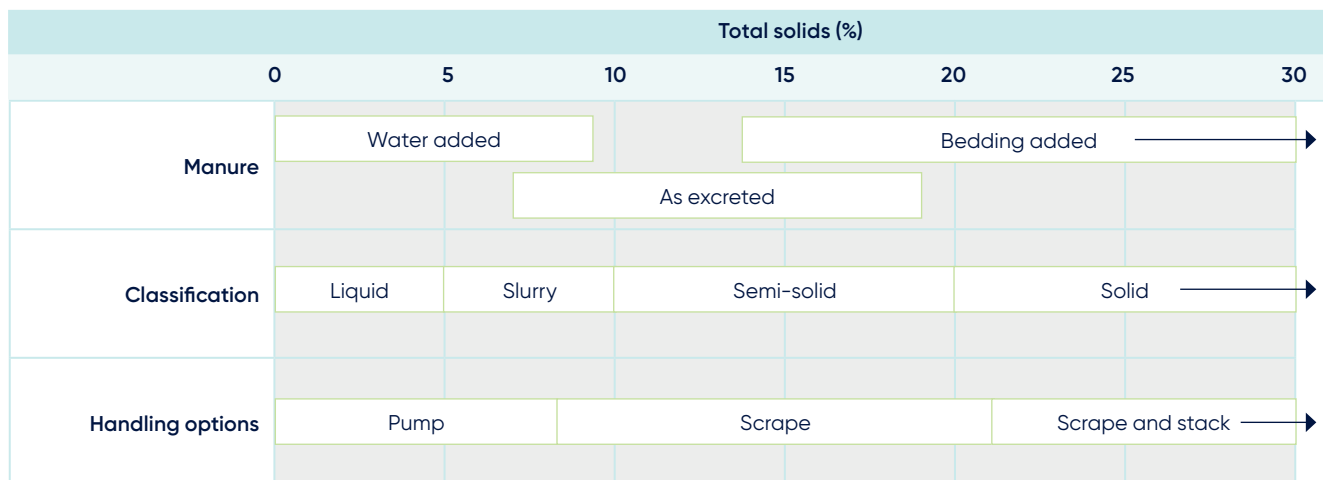 Total solids (%)
0 5 10 15 20 25 30
Manure
Water added
Bedding added
As excreted
Classification
Liquid
Slurry
Semi-solid
Solid
Handling options
Pump
Scrape
Scrape and stack